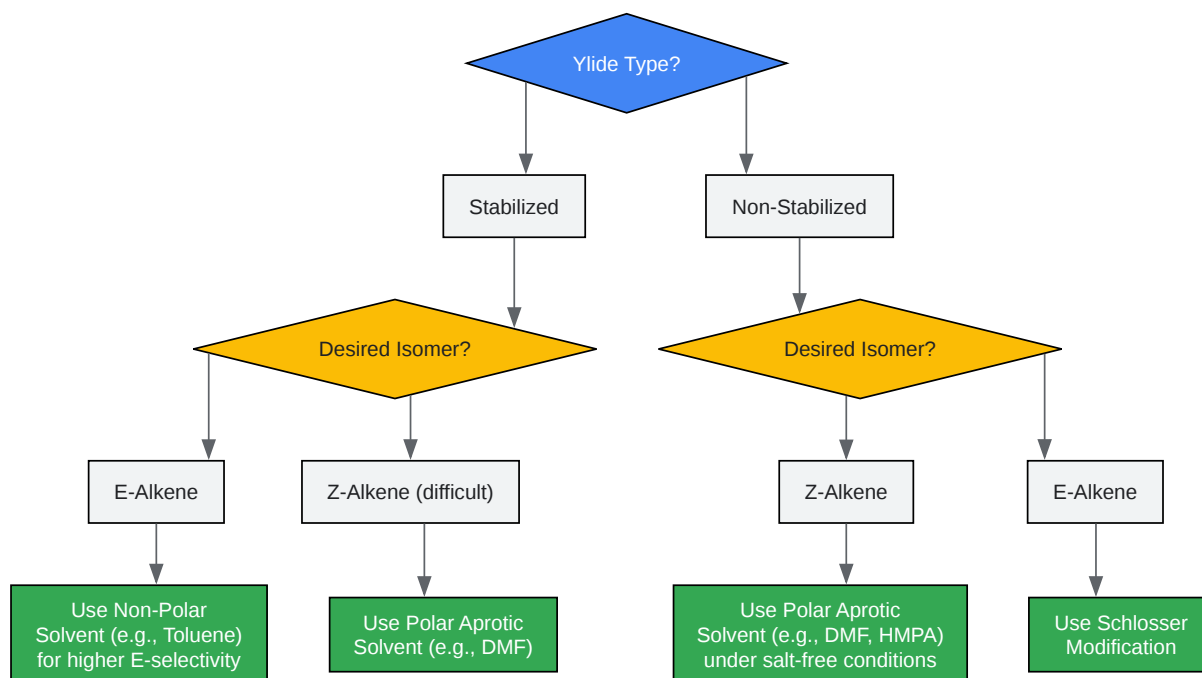 Ylide Type?
Stabilized
Non-Stabilized
Desired Isomer?
Desired Isomer?
E-Alkene
Z-Alkene (difficult)
Z-Alkene
E-Alkene
Use Non-Polar
Solvent (e.g., Toluene)
for higher E-selectivity
Use Polar Aprotic
Solvent (e.g., DMF)
Use Polar Aprotic
Solvent (e.g., DMF, HMPA)
under salt-free conditions
Use Schlosser
Modification